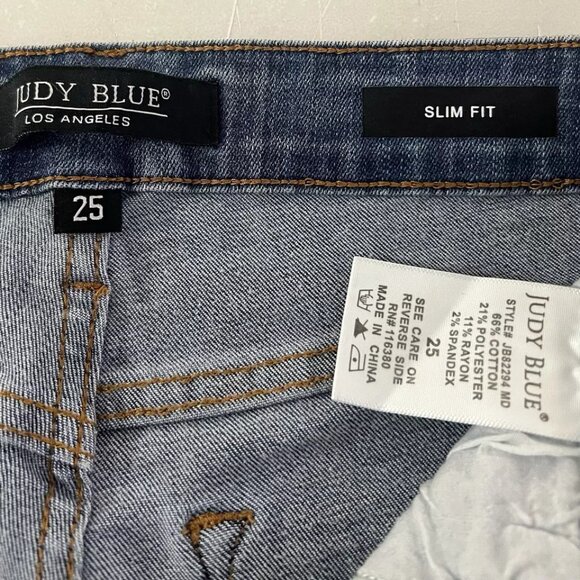 JUDY BLUE®
LOS ANGELES
SLIM FIT
25
JUDY BLUE
STYLE# JB82294 MD
66% COTTON
21% POLYESTER
11% RAYON
2% SPANDEX
25
SEE CARE ON
REVERSE SIDE
RN# 116380
MADE IN CHINA